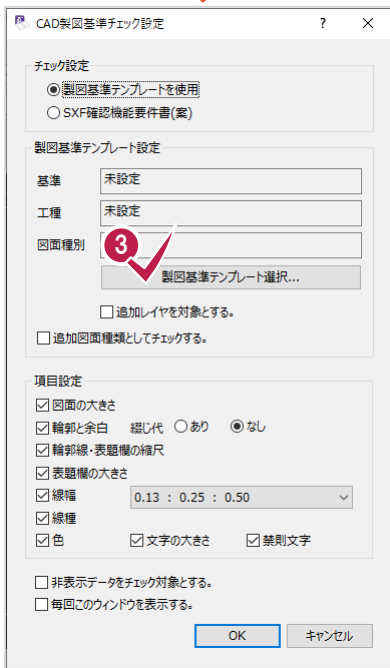 CAD製図基準チェック設定 ? ×
チェック設定
製図基準テンプレートを使用
SXF確認機能要件書(案)
製図基準テンプレート設定
基準 未設定
工種 未設定
図面種別
3
製図基準テンプレート選択...
追加レイヤを対象とする。
追加図面種類としてチェックする。
項目設定
図面の大きさ
輪郭と余白 綴じ代 あり なし
輪郭線・表題欄の縮尺
表題欄の大きさ
線幅 0.13 : 0.25 : 0.50
線種
色 文字の大きさ 禁則文字
非表示データをチェック対象とする。
毎回このウィンドウを表示する。
OK キャンセル